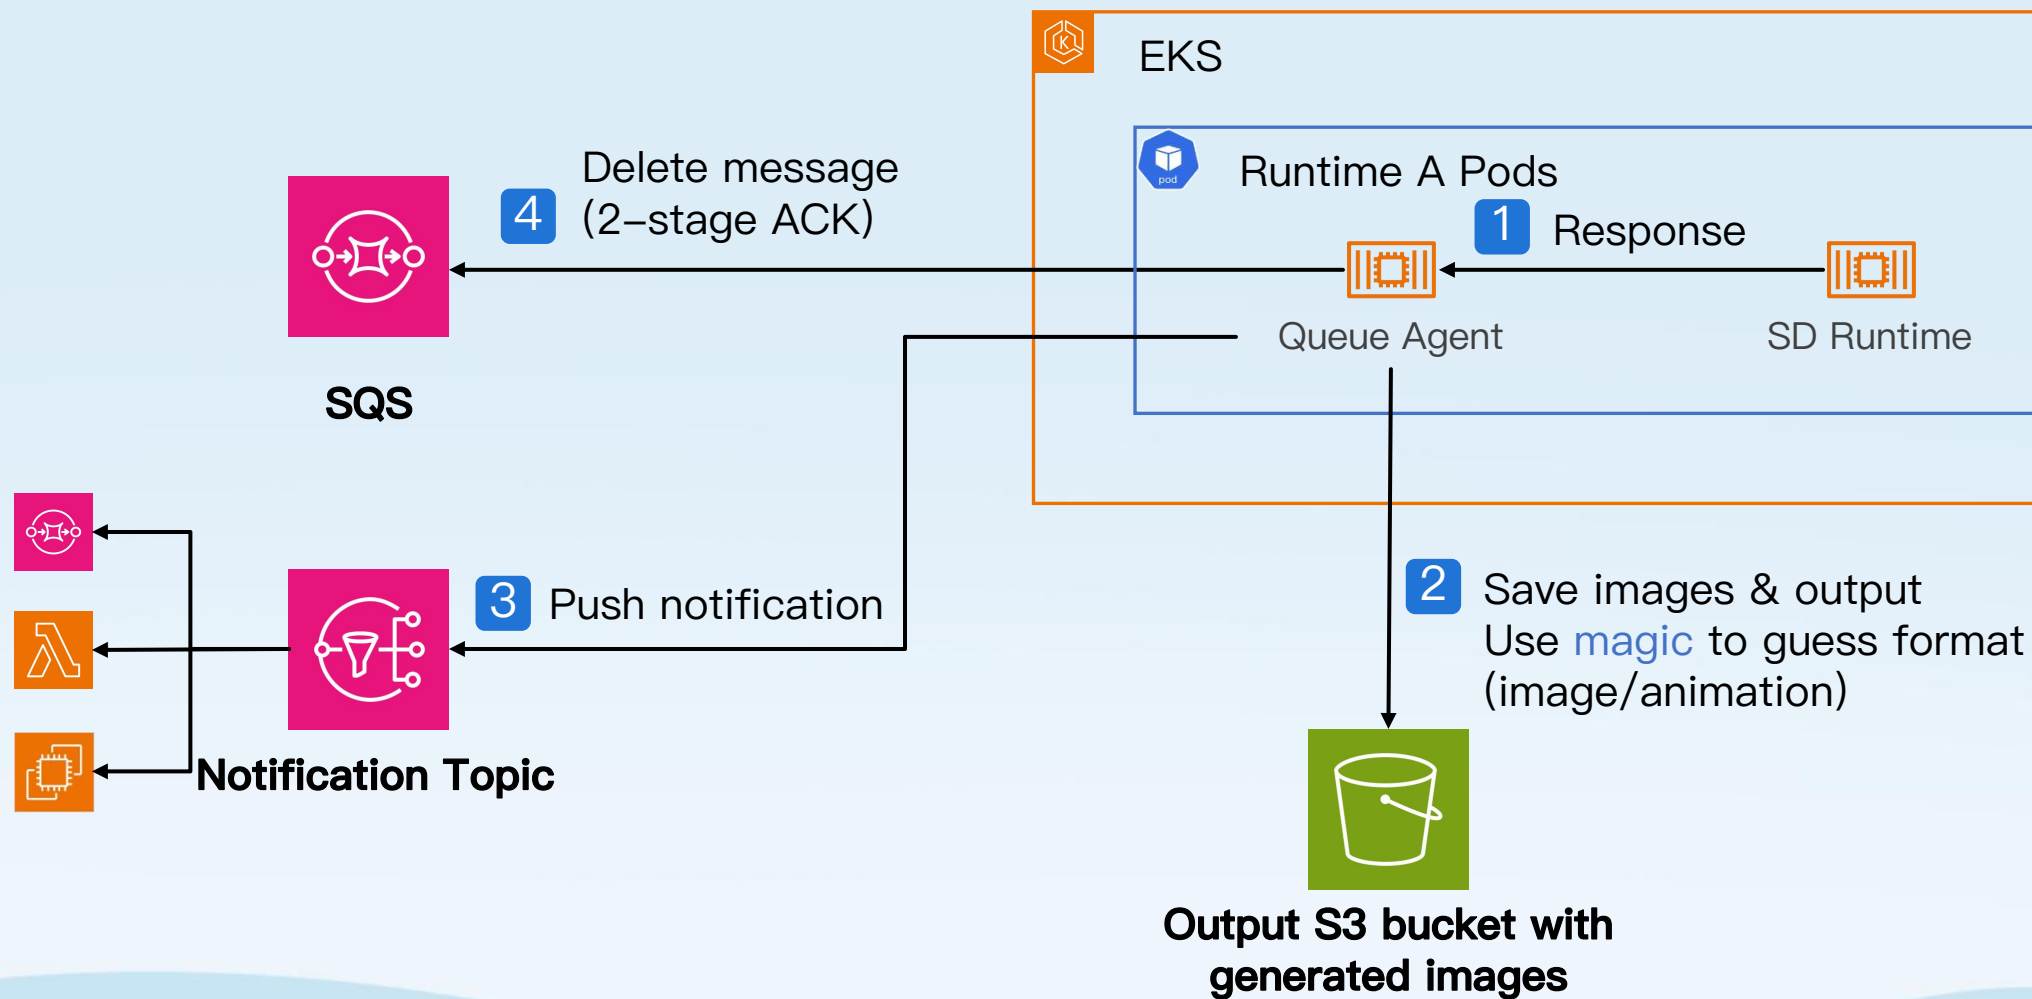 EKS
Runtime A Pods
pod
1 Response
Queue Agent
SD Runtime
4 Delete message
(2-stage ACK)
SQS
3 Push notification
Notification Topic
2 Save images & output
Use magic to guess format
(image/animation)
Output S3 bucket with
generated images